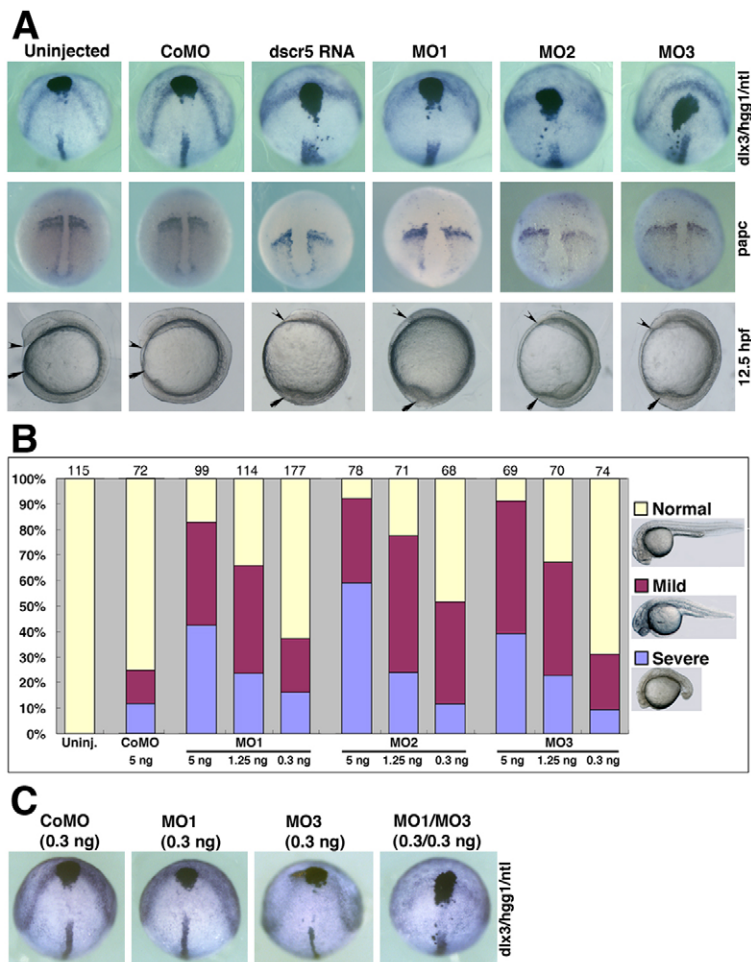 A
Uninjected CoMO dscr5 RNA MO1 MO2 MO3
dlx3/hgg1/ntl
papc
12.5 hpf
B
115 72 99 114 177 78 71 68 69 70 74
100%
90%
80%
70%
60%
50%
40%
30%
20%
10%
0%
Normal
Mild
Severe
Uninj. CoMO MO1 MO2 MO3
5 ng 5 ng 1.25 ng 0.3 ng 5 ng 1.25 ng 0.3 ng 5 ng 1.25 ng 0.3 ng
C
CoMO MO1 MO3 MO1/MO3
(0.3 ng) (0.3 ng) (0.3 ng) (0.3/0.3 ng)
dlx3/hgg1/ntl